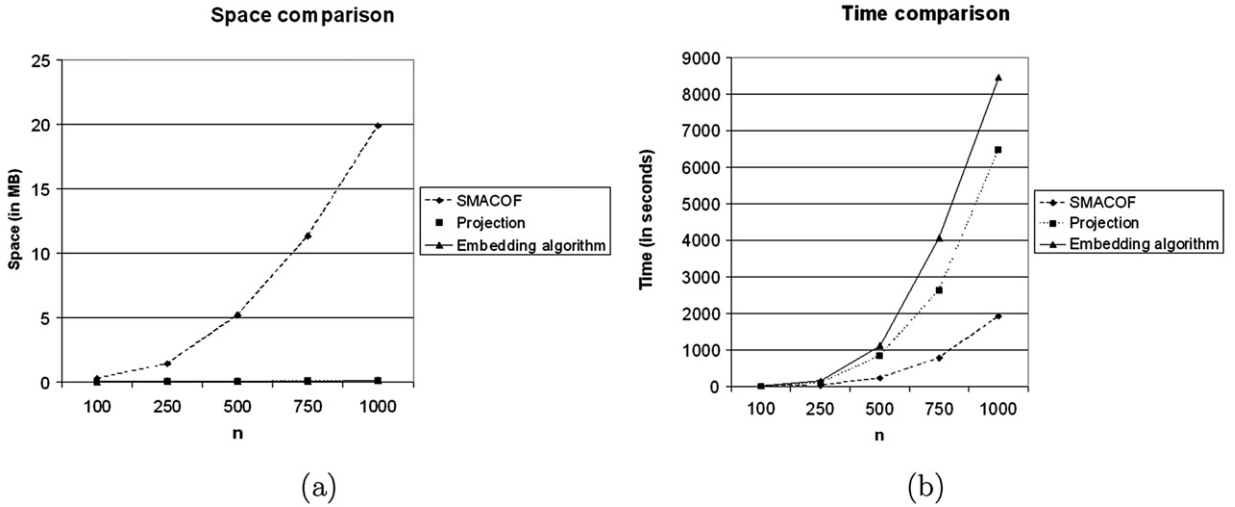 Space comparison
25
20
15
10
5
0
Space (in MB)
100 250 500 750 1000
n
SMACOF
Projection
Embedding algorithm
(a)
Time comparison
9000
8000
7000
6000
5000
4000
3000
2000
1000
0
Time (in seconds)
100 250 500 750 1000
n
SMACOF
Projection
Embedding algorithm
(b)